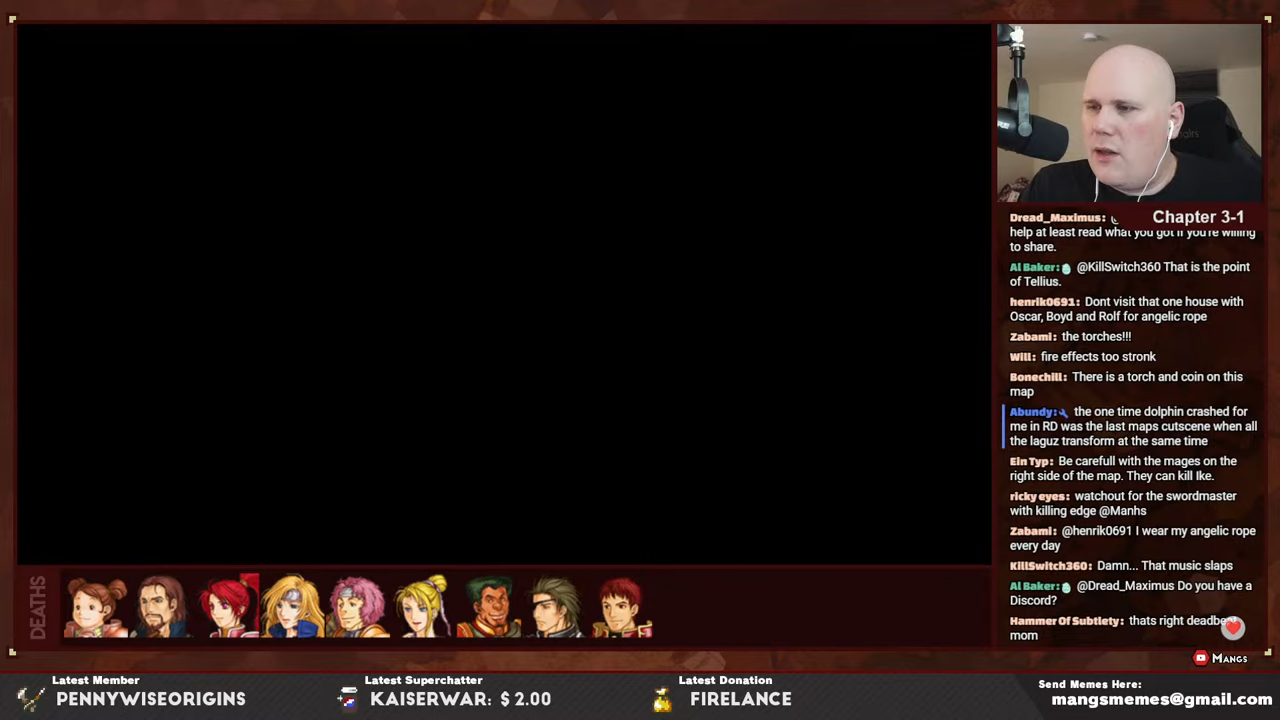 Chapter 3-1
Dread_Maximus:
help at least read what you got if you're willing
to share.
Al Baker: @KillSwitch360 That is the point
of Tellius.
henrik0691: Dont visit that one house with
Oscar, Boyd and Rolf for angelic rope
Zabami: the torches!!!
Will: fire effects too stronk
Bonechill: There is a torch and coin on this
map
Abundy: the one time dolphin crashed for
me in RD was the last maps cutscene when all
the laguz transform at the same time
Ein Typ: Be carefull with the mages on the
right side of the map. They can kill Ike.
ricky eyes: watchout for the swordmaster
with killing edge @Manhs
Zabami: @henrik0691 I wear my angelic rope
every day
KillSwitch360: Damn... That music slaps
Al Baker: @Dread_Maximus Do you have a
Discord?
Hammer Of Subtlety: thats right
mom
DEATHS
Mangs
Latest Member
PENNYWISEORIGINS
Latest Superchatter
KAISERWAR: $ 2.00
Latest Donation
FIRELANCE
Send Memes Here:
mangsmemes@gmail.com